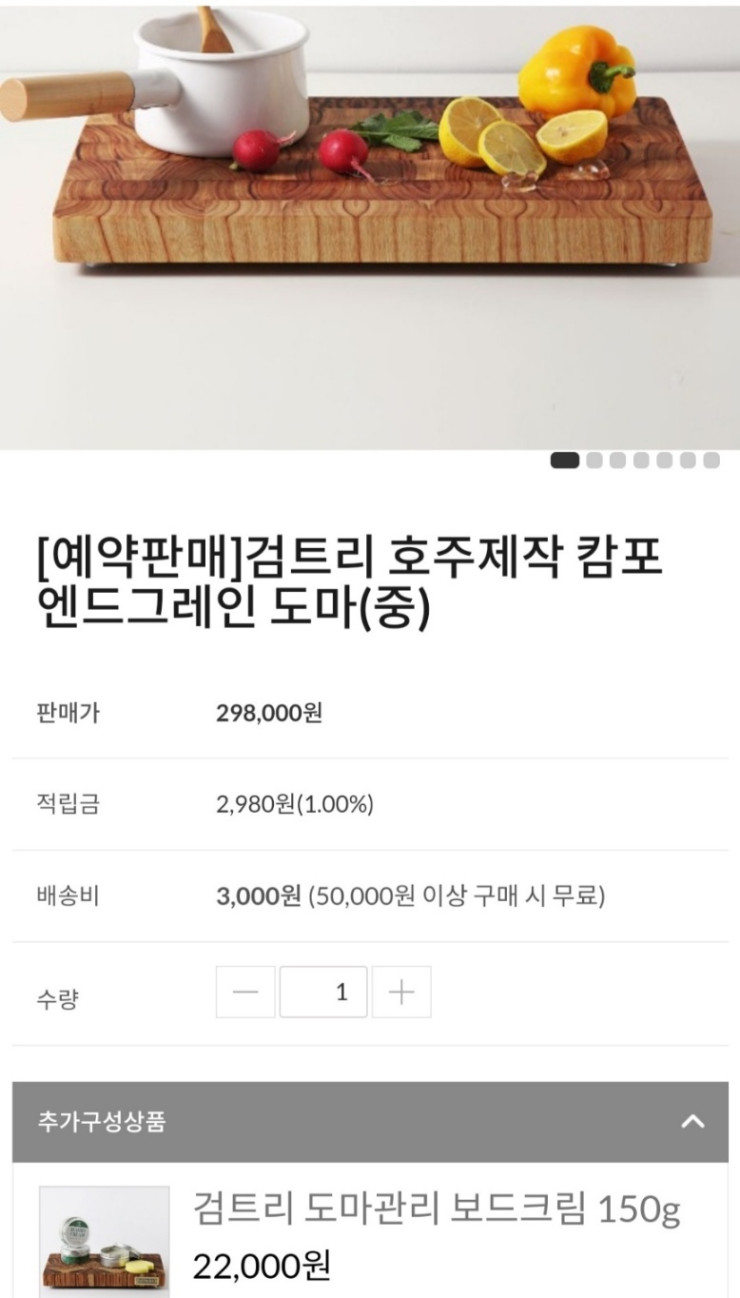 [예약판매]검트리 호주제작 캄포
엔드그레인 도마(중)
판매가 298,000원
적립금 2,980원(1.00%)
배송비 3,000원 (50,000원 이상 구매 시 무료)
수량 1
추가구성상품
검트리 도마관리 보드크림 150g
22,000원